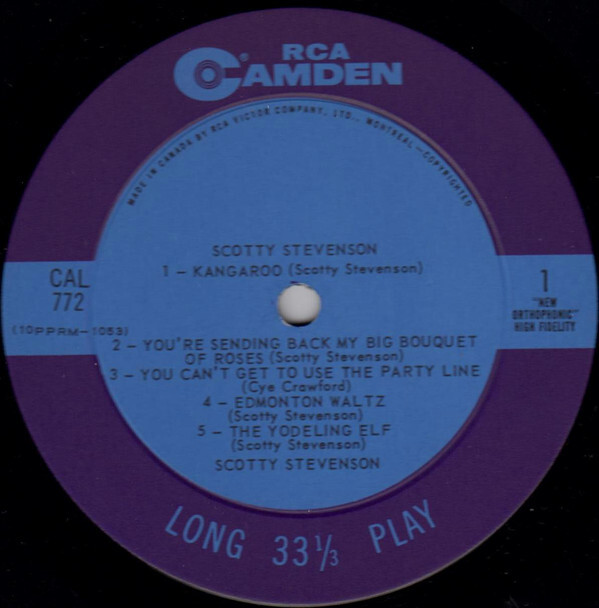 RCA
CAMDEN
®
MADE IN CANADA BY RCA VICTOR COMPANY, LTD., MONTREAL—COPYRIGHTED
SCOTTY STEVENSON
1 – KANGAROO (Scotty Stevenson)
CAL
772
1
"NEW
ORTHOPHONIC"
HIGH FIDELITY
(10PPRM–1053)
2 – YOU'RE SENDING BACK MY BIG BOUQUET
OF ROSES (Scotty Stevenson)
3 – YOU CAN'T GET TO USE THE PARTY LINE
(Cye Crawford)
4 – EDMONTON WALTZ
(Scotty Stevenson)
5 – THE YODELING ELF
(Scotty Stevenson)
SCOTTY STEVENSON
LONG 33⅓ PLAY